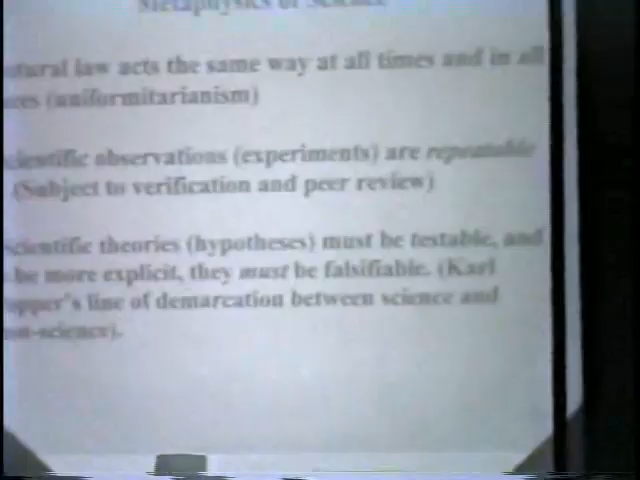 Metaphysics of Science
tural law acts the same way at all times and in all
ces (uniformitarianism)
cientific observations (experiments) are repeatable
(Subject to verification and peer review)
scientific theories (hypotheses) must be testable, and
be more explicit, they must be falsifiable. (Karl
opper's line of demarcation between science and
on-science).